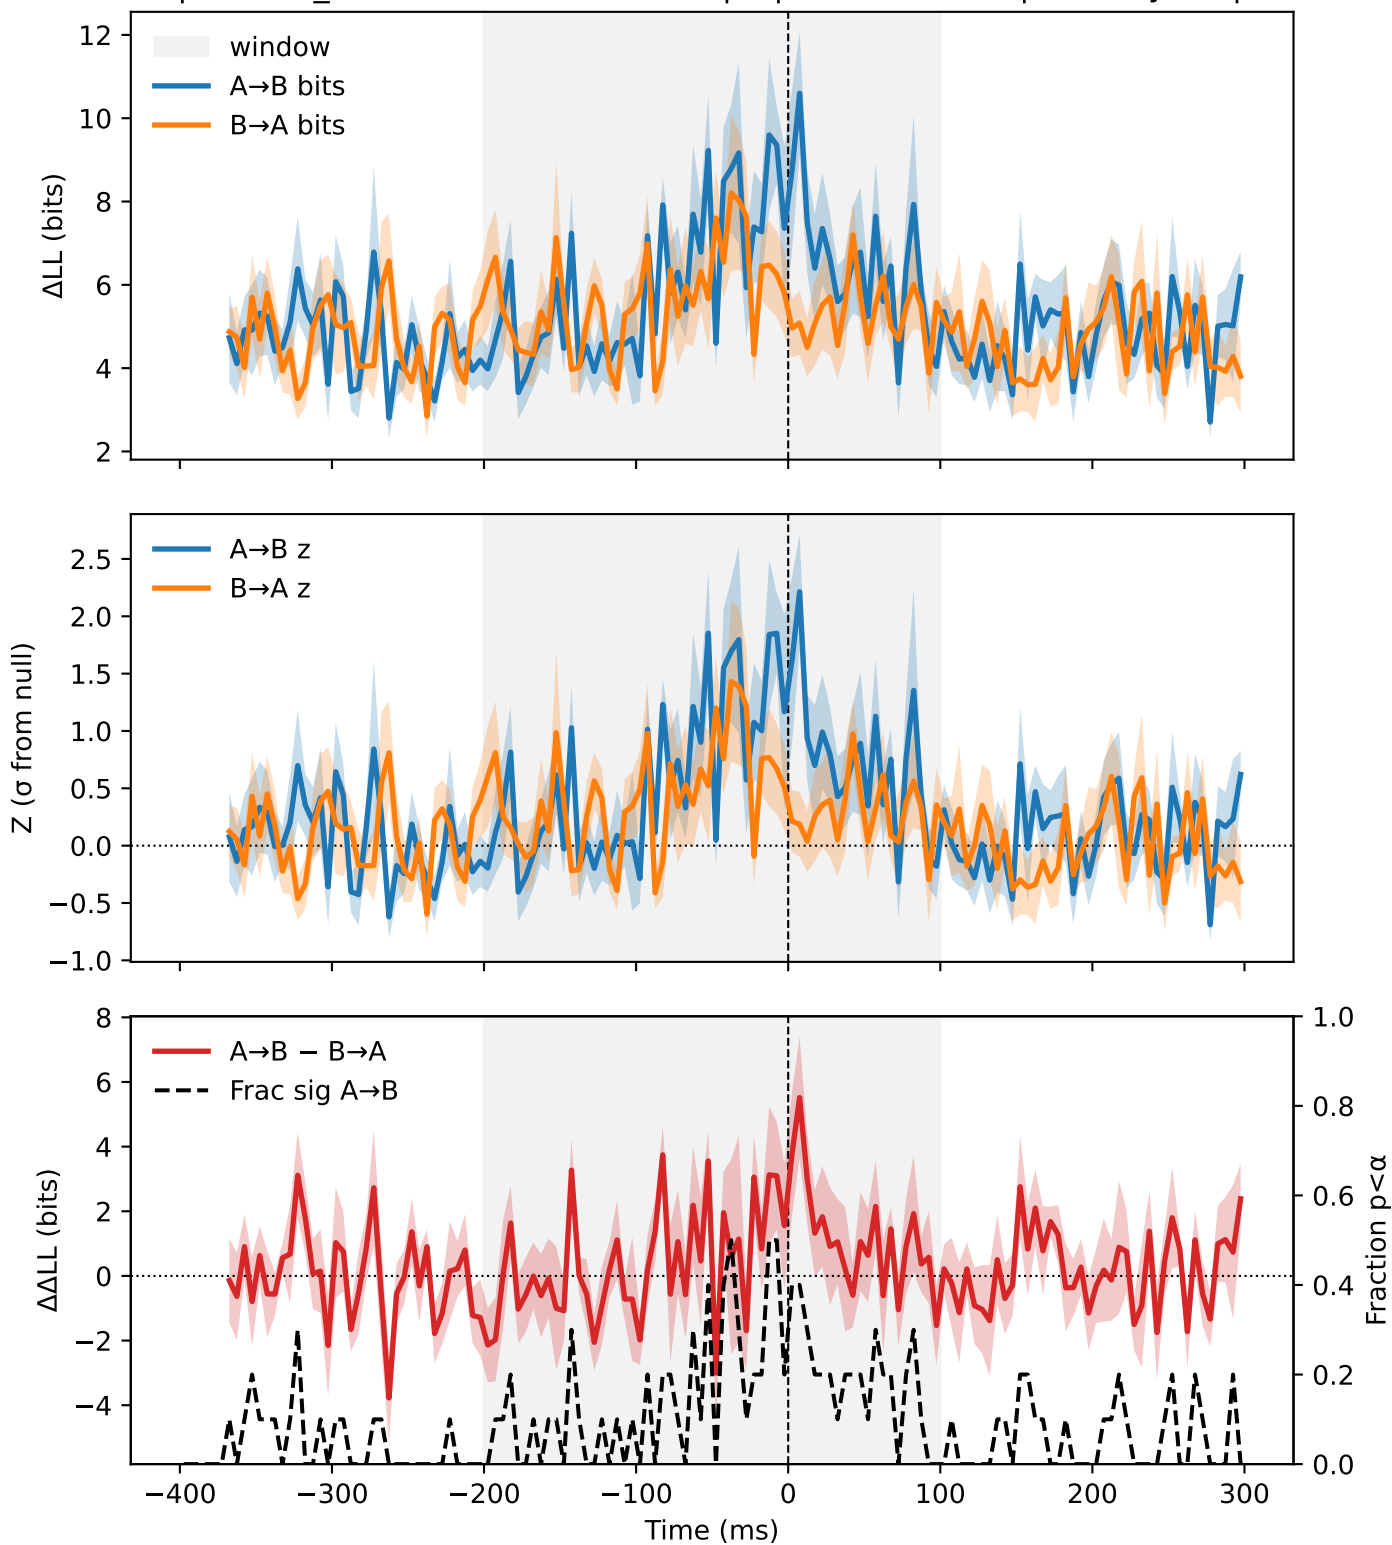 12
10
8
6
4
2
ΔLL (bits)
window
A→B bits
B→A bits
2.5
2.0
1.5
1.0
0.5
0.0
−0.5
−1.0
Z (σ from null)
A→B z
B→A z
8
6
4
2
0
−2
−4
ΔΔLL (bits)
A→B − B→A
Frac sig A→B
1.0
0.8
0.6
0.4
0.2
0.0
Fraction p<α
−400 −300 −200 −100 0 100 200 300
Time (ms)